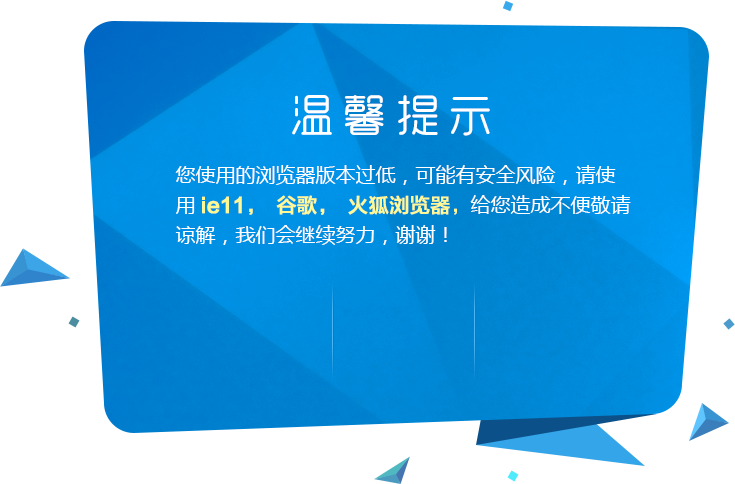 温馨提示
您使用的浏览器版本过低，可能有安全风险，请使
用 ie11， 谷歌， 火狐浏览器，给您造成不便敬请
谅解，我们会继续努力，谢谢！